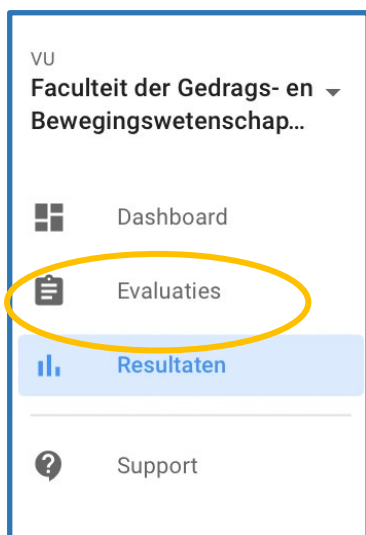 VU
Faculteit der Gedrags- en
Bewegingswetenschap...
Dashboard
Evaluaties
Resultaten
Support